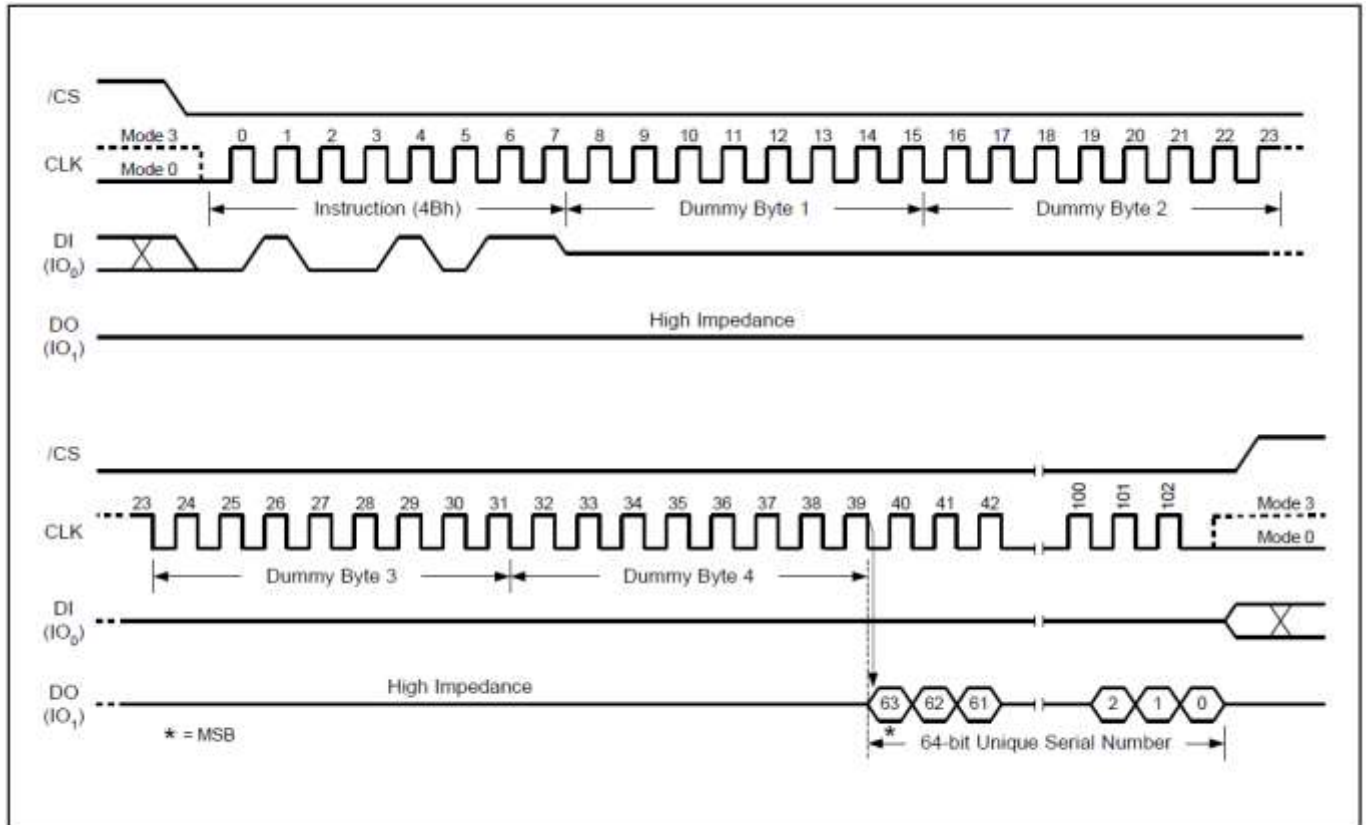 /CS
Mode 3 0 1 2 3 4 5 6 7 8 9 10 11 12 13 14 15 16 17 18 19 20 21 22 23
CLK
Mode 0
Instruction (4Bh) Dummy Byte 1 Dummy Byte 2
DI
(IO0)
High Impedance
DO
(IO1)
/CS
23 24 25 26 27 28 29 30 31 32 33 34 35 36 37 38 39 40 41 42 100 101 102 Mode 3
CLK
Mode 0
Dummy Byte 3 Dummy Byte 4
DI
(IO0)
High Impedance
DO
(IO1)
63 62 61 2 1 0
* = MSB
* 64-bit Unique Serial Number